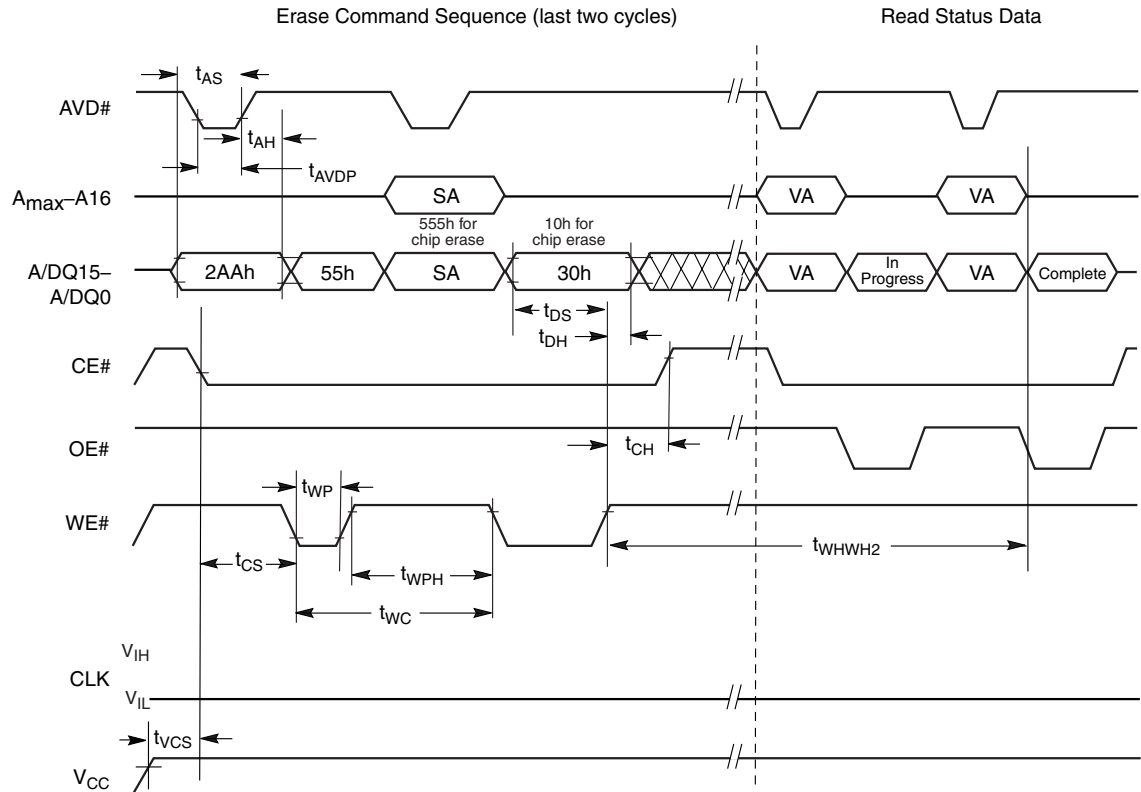 Erase Command Sequence (last two cycles)
Read Status Data
tAS
AVD#
tAH
tAVDP
Amax–A16
SA
VA
VA
555h for
chip erase
10h for
chip erase
A/DQ15–
A/DQ0
2AAh
55h
SA
30h
VA
In
Progress
VA
Complete
tDS
tDH
CE#
OE#
tCH
tWP
WE#
tCS
tWPH
tWHWH2
tWC
VIH
CLK
VIL
tVCS
VCC